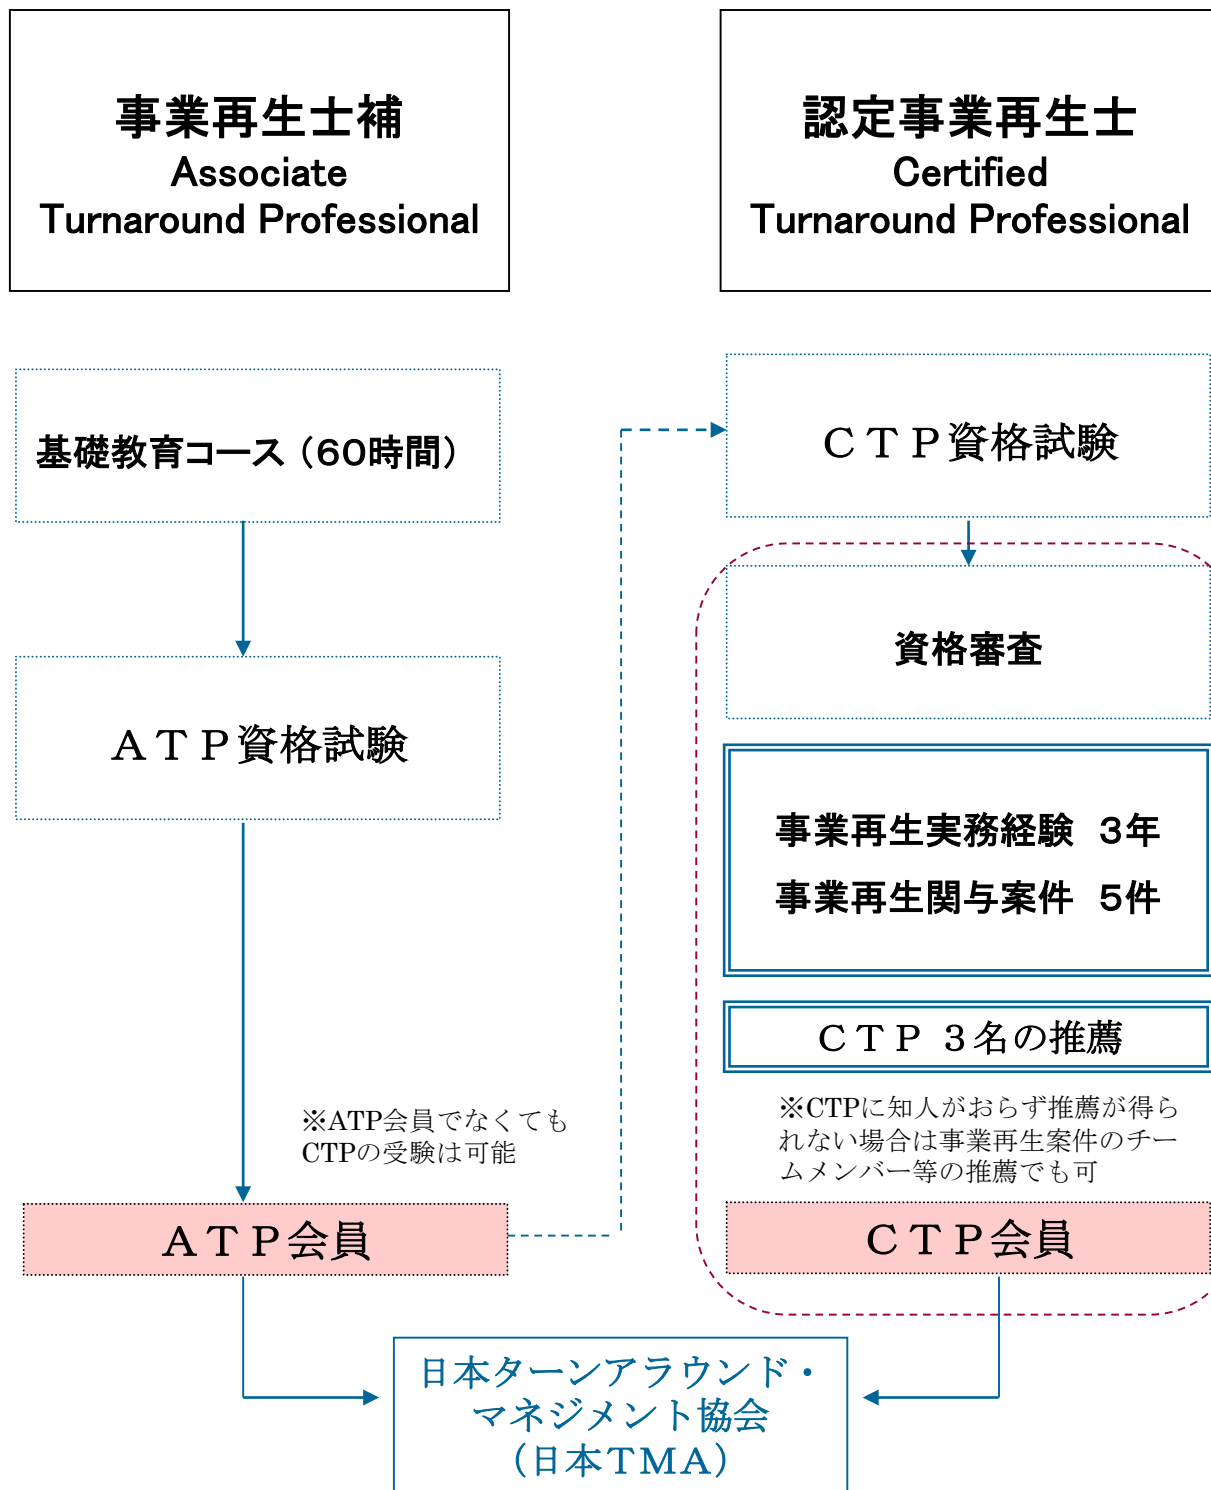 事業再生士補
Associate
Turnaround Professional
基礎教育コース（６０時間）
ＡＴＰ資格試験
※ATP会員でなくても
CTPの受験は可能
ＡＴＰ会員
認定事業再生士
Certified
Turnaround Professional
ＣＴＰ資格試験
資格審査
事業再生実務経験　３年
事業再生関与案件　５件
ＣＴＰ ３名の推薦
※CTPに知人がおらず推薦が得ら
れない場合は事業再生案件のチー
ムメンバー等の推薦でも可
ＣＴＰ会員
日本ターンアラウンド・
マネジメント協会
（日本ＴＭＡ）